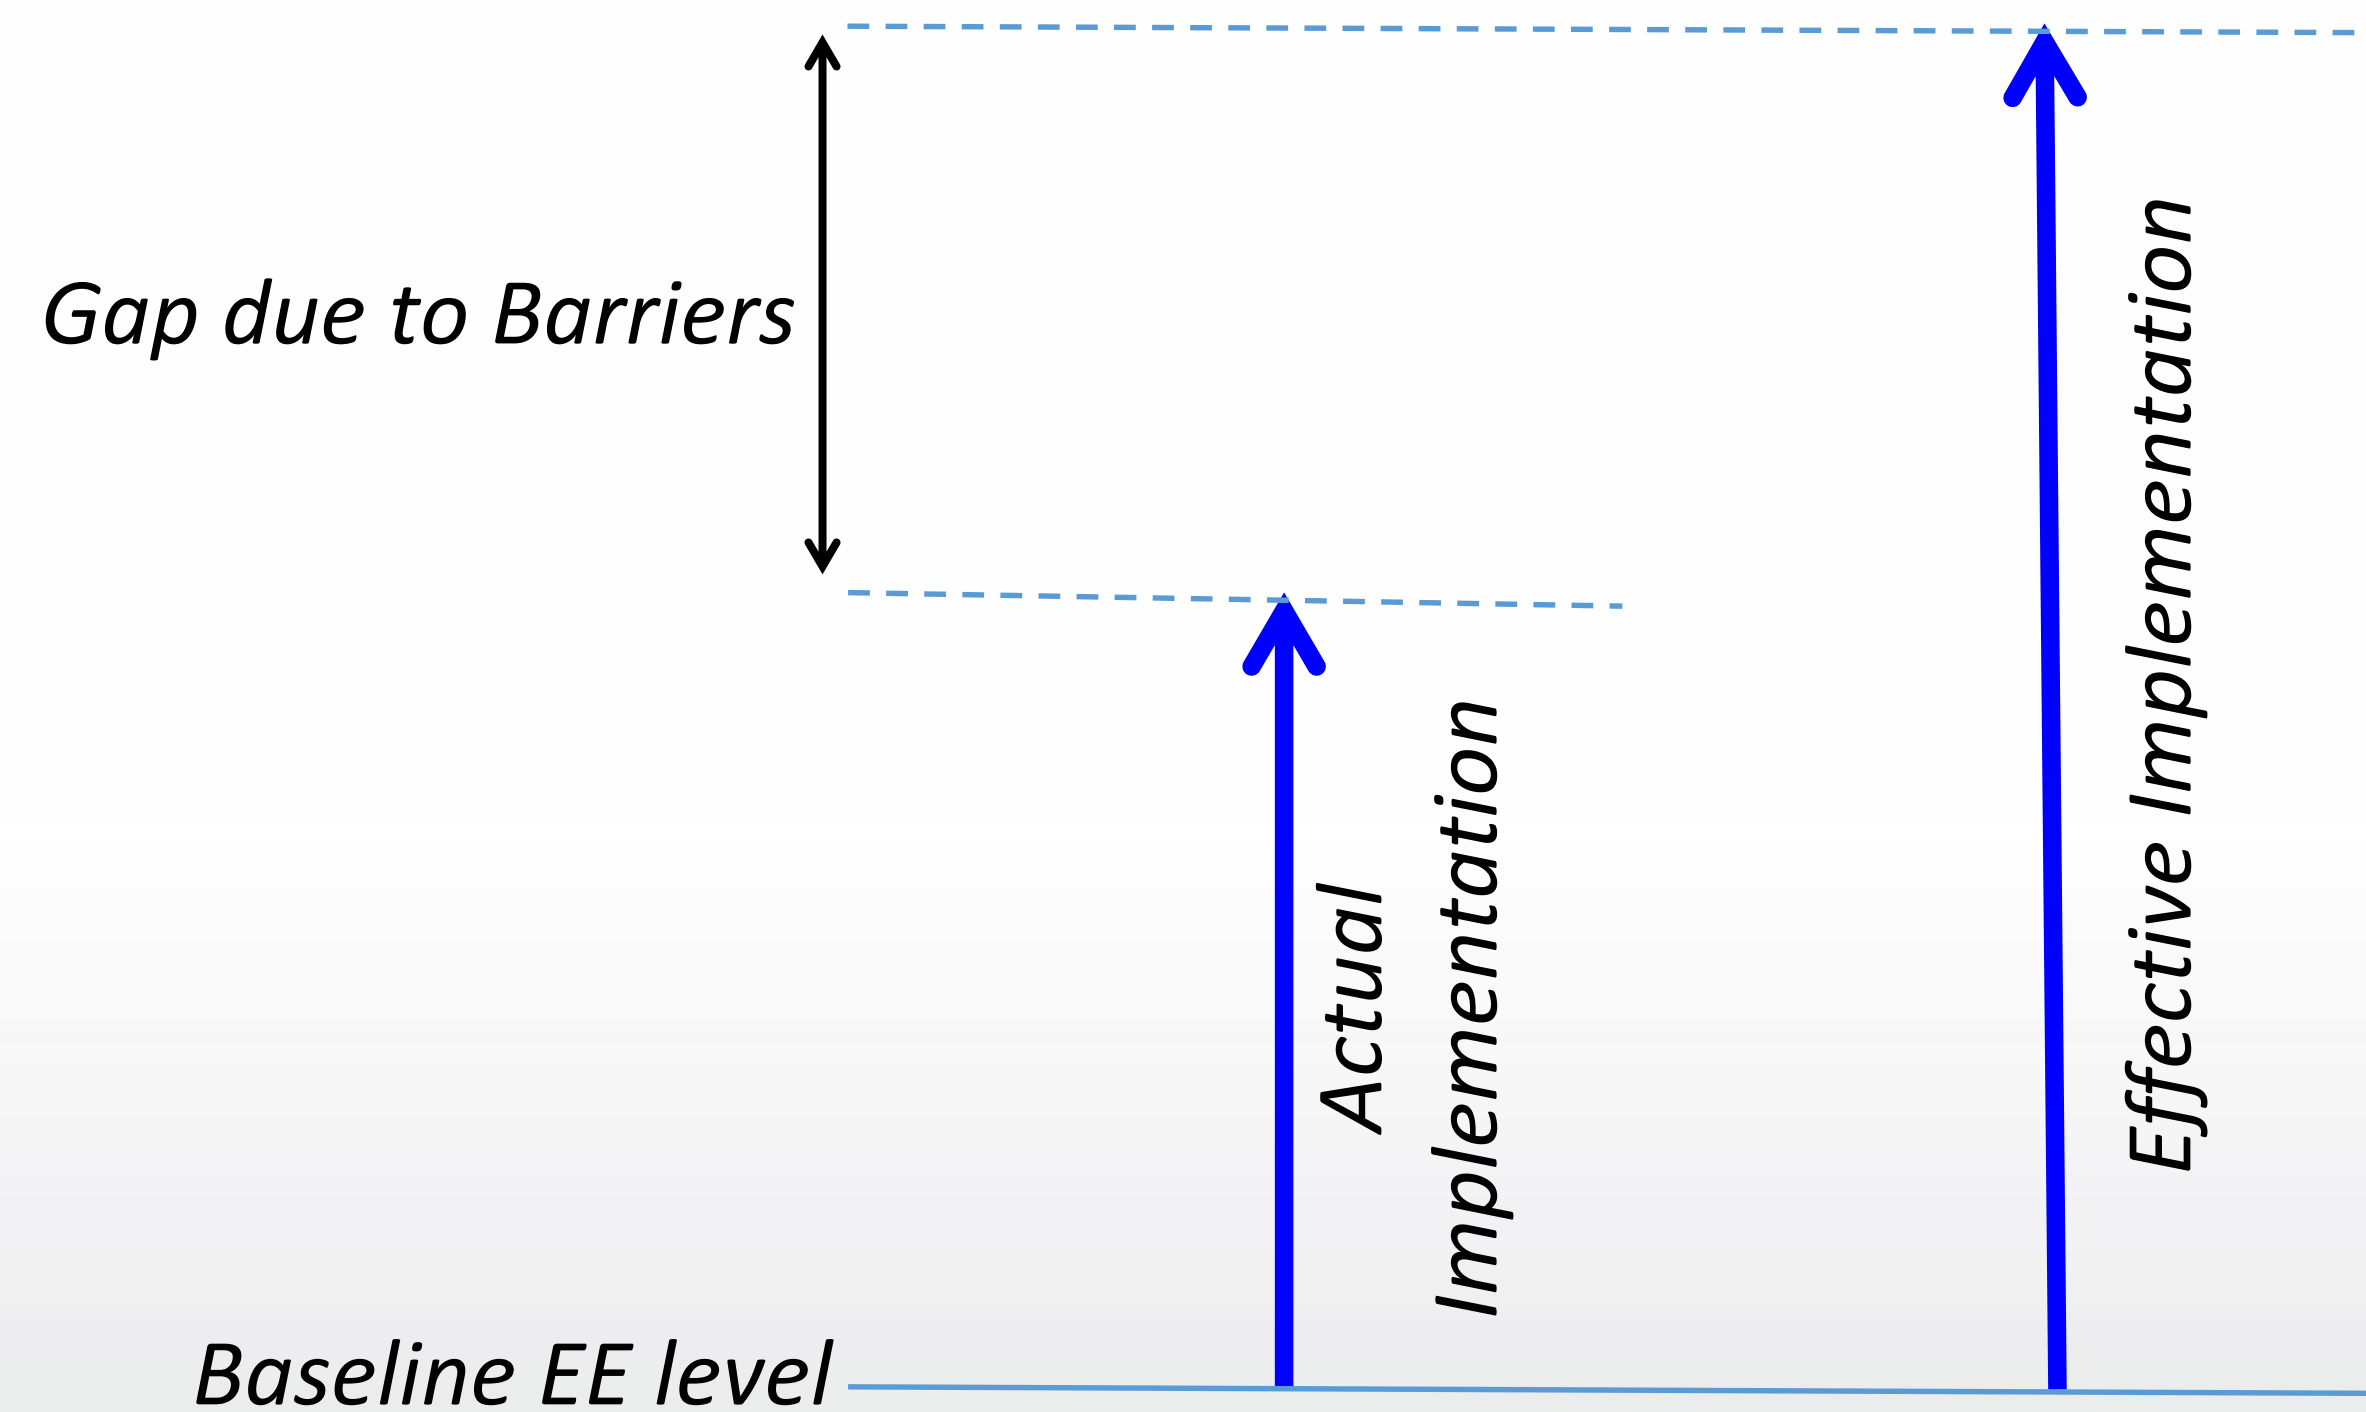 Gap due to Barriers
Actual
Implementation
Effective Implementation
Baseline EE level